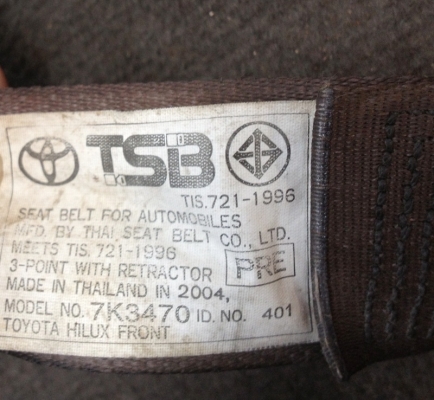 TSB
TIS.721-1996
SEAT BELT FOR AUTOMOBILES
MFD. BY THAI SEAT BELT CO., LTD.
MEETS TIS. 721-1996
3-POINT WITH RETRACTOR PRE
MADE IN THAILAND IN 2004,
MODEL NO. 7K3470 ID. NO. 401
TOYOTA HILUX FRONT